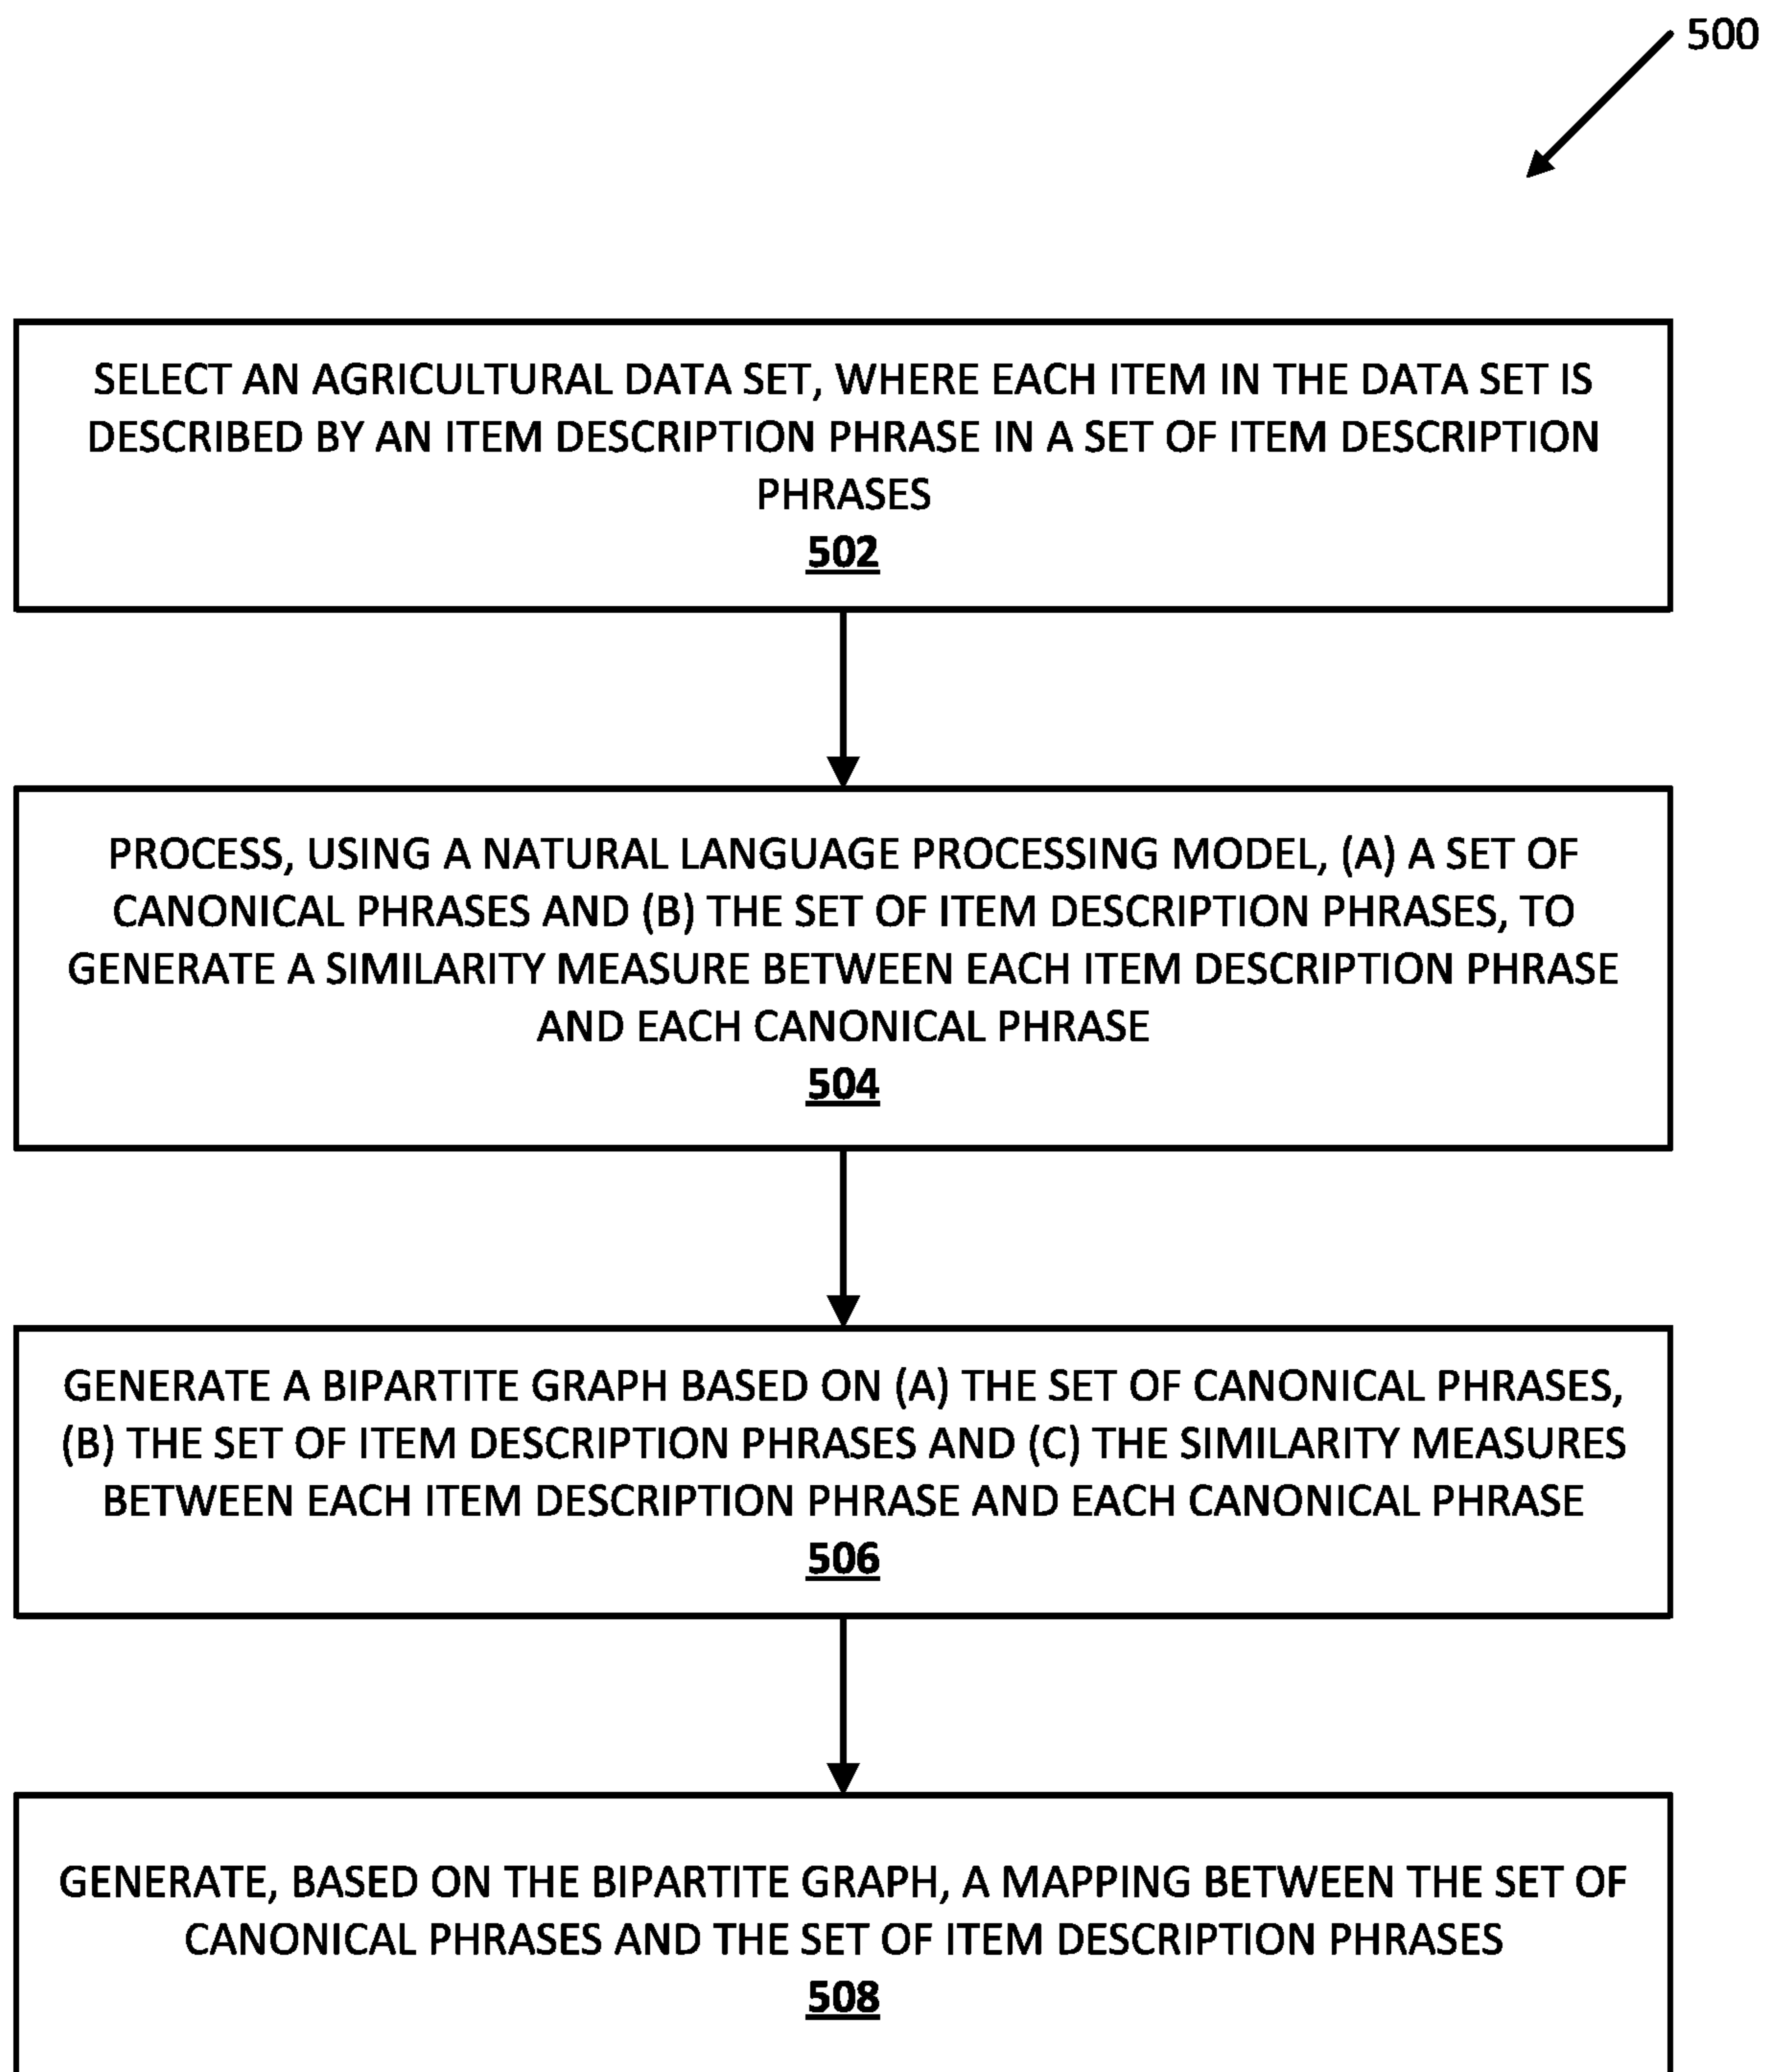 500
SELECT AN AGRICULTURAL DATA SET, WHERE EACH ITEM IN THE DATA SET IS
DESCRIBED BY AN ITEM DESCRIPTION PHRASE IN A SET OF ITEM DESCRIPTION
PHRASES
502
PROCESS, USING A NATURAL LANGUAGE PROCESSING MODEL, (A) A SET OF
CANONICAL PHRASES AND (B) THE SET OF ITEM DESCRIPTION PHRASES, TO
GENERATE A SIMILARITY MEASURE BETWEEN EACH ITEM DESCRIPTION PHRASE
AND EACH CANONICAL PHRASE
504
GENERATE A BIPARTITE GRAPH BASED ON (A) THE SET OF CANONICAL PHRASES,
(B) THE SET OF ITEM DESCRIPTION PHRASES AND (C) THE SIMILARITY MEASURES
BETWEEN EACH ITEM DESCRIPTION PHRASE AND EACH CANONICAL PHRASE
506
GENERATE, BASED ON THE BIPARTITE GRAPH, A MAPPING BETWEEN THE SET OF
CANONICAL PHRASES AND THE SET OF ITEM DESCRIPTION PHRASES
508